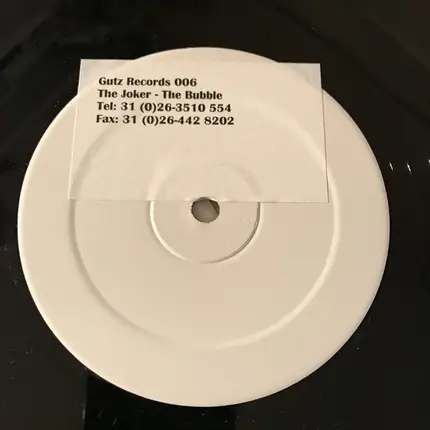 Gutz Records 006
The Joker - The Bubble
Tel: 31 (0)26-3510 554
Fax: 31 (0)26-442 8202